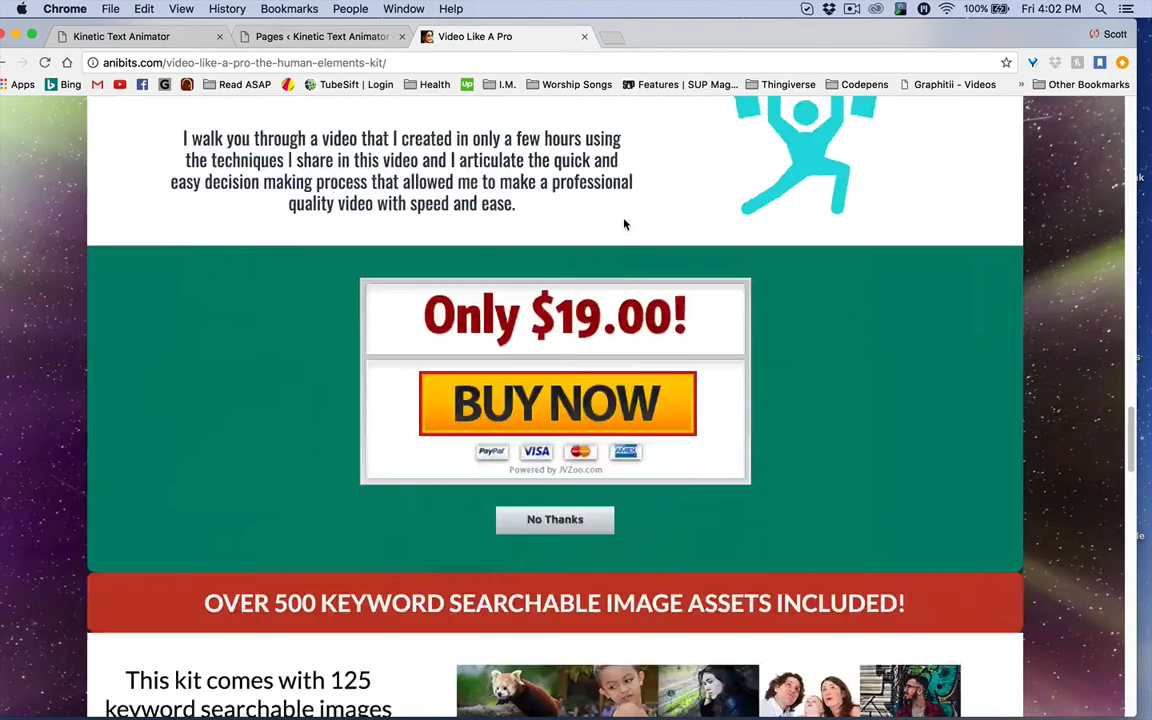 Chrome File Edit View History Bookmarks People Window Help 100% Fri 4:02 PM
Kinetic Text Animator Pages ‹ Kinetic Text Animator Video Like A Pro Scott
anibits.com/video-like-a-pro-the-human-elements-kit/
Apps Bing Read ASAP TubeSift | Login Health Up I.M. Worship Songs Features | SUP Mag... Thingiverse Codepens Graphitii - Videos » Other Bookmarks
I walk you through a video that I created in only a few hours using
the techniques I share in this video and I articulate the quick and
easy decision making process that allowed me to make a professional
quality video with speed and ease.
Only $19.00!
BUY NOW
PayPal VISA MasterCard AMEX
Powered by JVZoo.com
No Thanks
OVER 500 KEYWORD SEARCHABLE IMAGE ASSETS INCLUDED!
This kit comes with 125
keyword searchable images